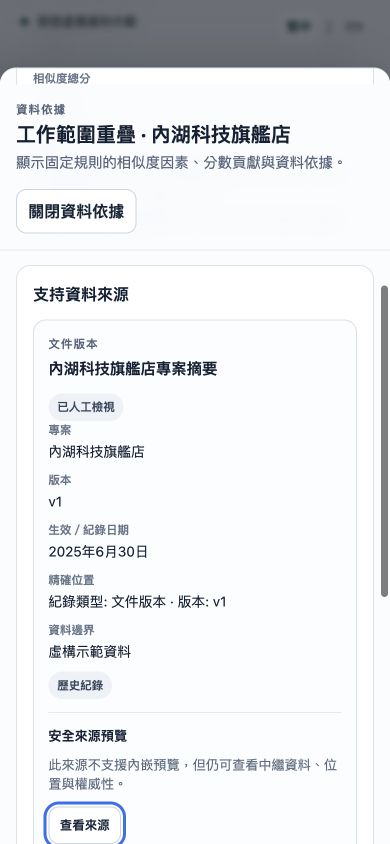 相似度總分
資料依據
工作範圍重疊 · 內湖科技旗艦店
顯示固定規則的相似度因素、分數貢獻與資料依據。
關閉資料依據
支持資料來源
文件版本
內湖科技旗艦店專案摘要
已人工檢視
專案
內湖科技旗艦店
版本
v1
生效 / 紀錄日期
2025年6月30日
精確位置
紀錄類型: 文件版本 · 版本: v1
資料邊界
虛構示範資料
歷史紀錄
安全來源預覽
此來源不支援內嵌預覽，但仍可查看中繼資料、位
置與權威性。
查看來源